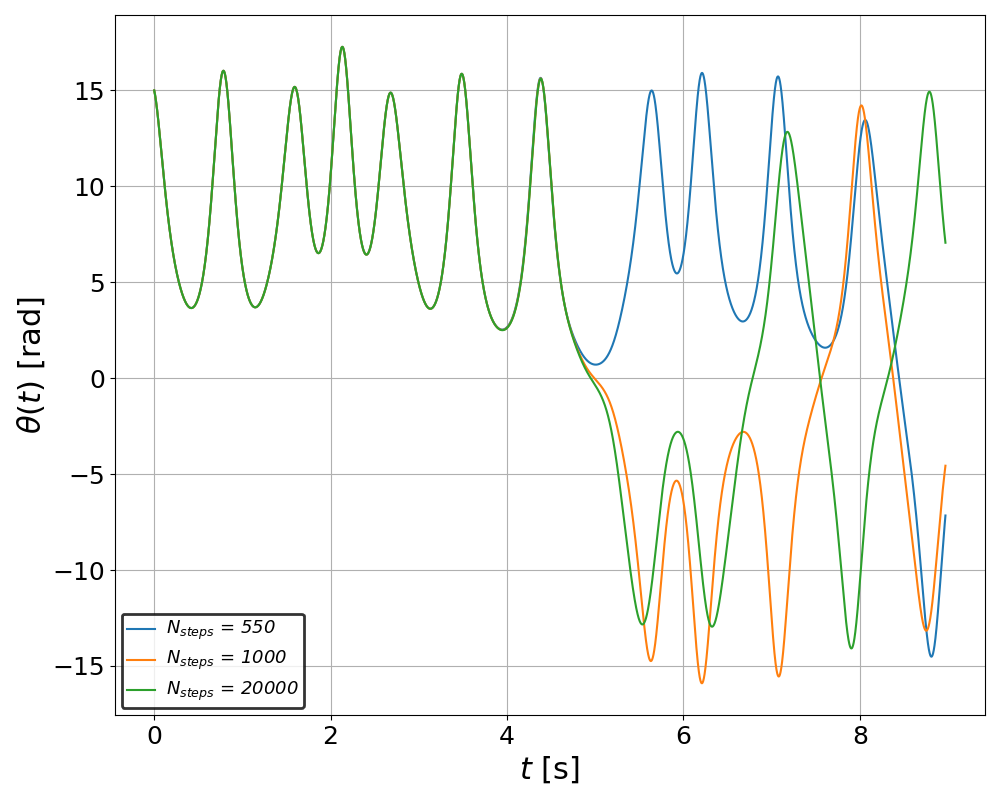 15
10
5
0
−5
−10
−15
θ(t) [rad]
N_steps = 550
N_steps = 1000
N_steps = 20000
0 2 4 6 8
t [s]